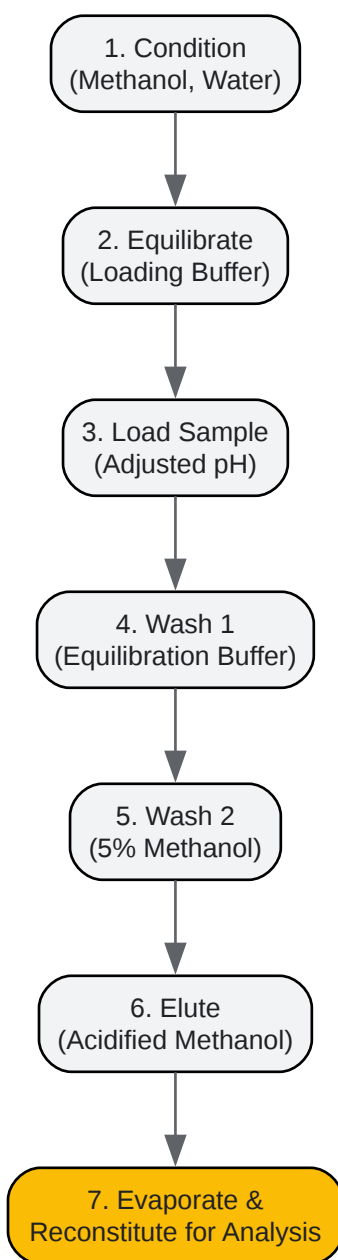 1. Condition
(Methanol, Water)
2. Equilibrate
(Loading Buffer)
3. Load Sample
(Adjusted pH)
4. Wash 1
(Equilibration Buffer)
5. Wash 2
(5% Methanol)
6. Elute
(Acidified Methanol)
7. Evaporate &
Reconstitute for Analysis